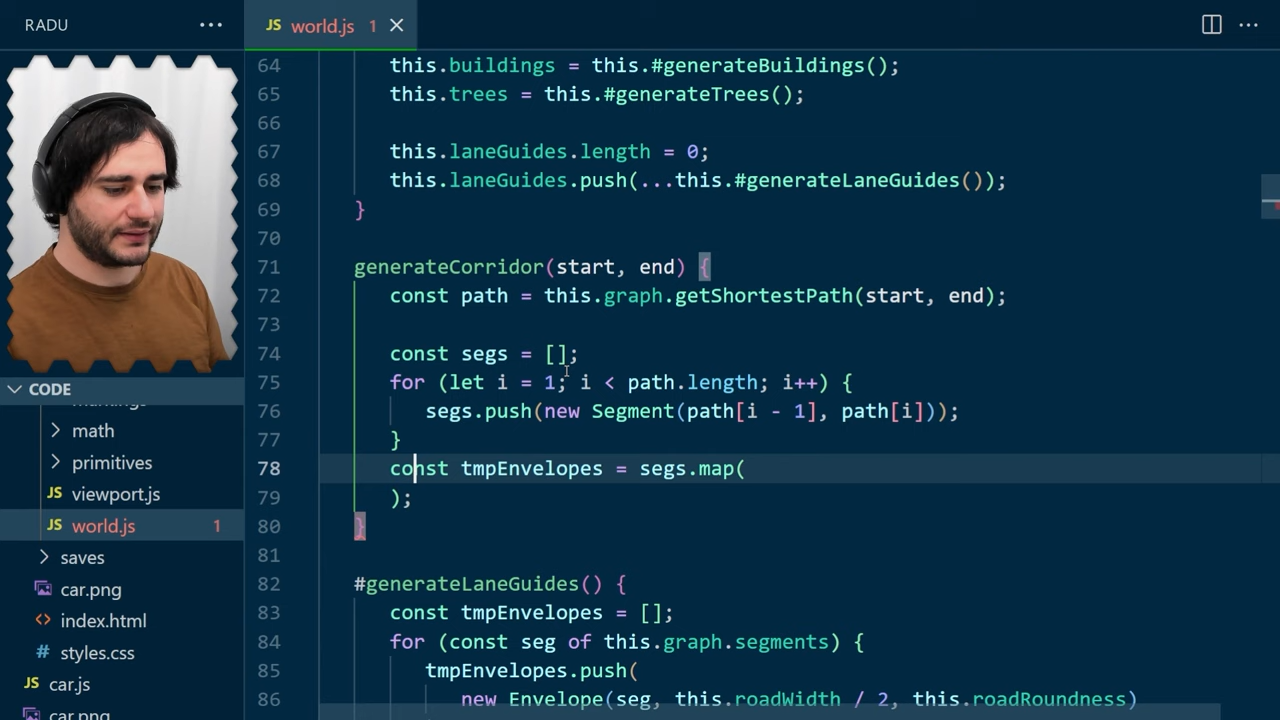 RADU
JS world.js 1
64 this.buildings = this.#generateBuildings();
65 this.trees = this.#generateTrees();
66
67 this.laneGuides.length = 0;
68 this.laneGuides.push(...this.#generateLaneGuides());
69 }
70
71 generateCorridor(start, end) {
72 const path = this.graph.getShortestPath(start, end);
73
74 const segs = [];
75 for (let i = 1; i < path.length; i++) {
76 segs.push(new Segment(path[i - 1], path[i]));
77 }
78 const tmpEnvelopes = segs.map(
79 );
80 }
81
82 #generateLaneGuides() {
83 const tmpEnvelopes = [];
84 for (const seg of this.graph.segments) {
85 tmpEnvelopes.push(
86 new Envelope(seg, this.roadWidth / 2, this.roadRoundness)
CODE
markings
math
primitives
JS viewport.js
JS world.js 1
saves
car.png
<> index.html
# styles.css
JS car.js
car.png